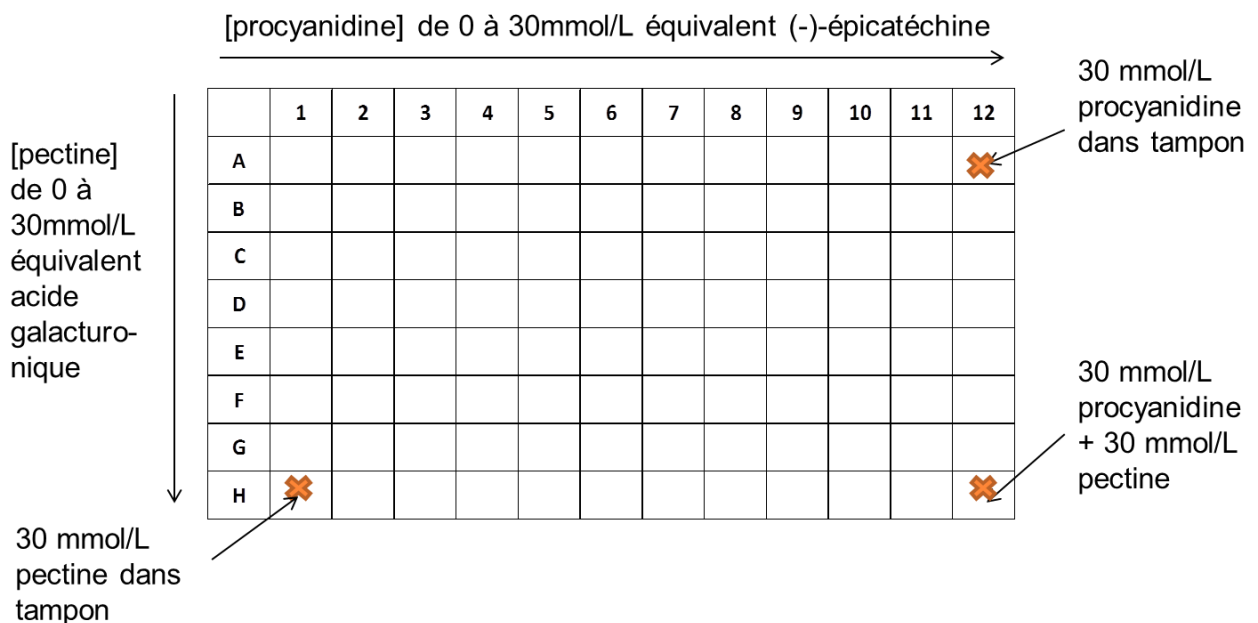 [procyanidine] de 0 à 30mmol/L équivalent (-)-épicatéchine
[pectine]
de 0 à
30mmol/L
équivalent
acide
galacturo-
nique
1 2 3 4 5 6 7 8 9 10 11 12
A
B
C
D
E
F
G
H
30 mmol/L
procyanidine
dans tampon
30 mmol/L
procyanidine
+ 30 mmol/L
pectine
30 mmol/L
pectine dans
tampon